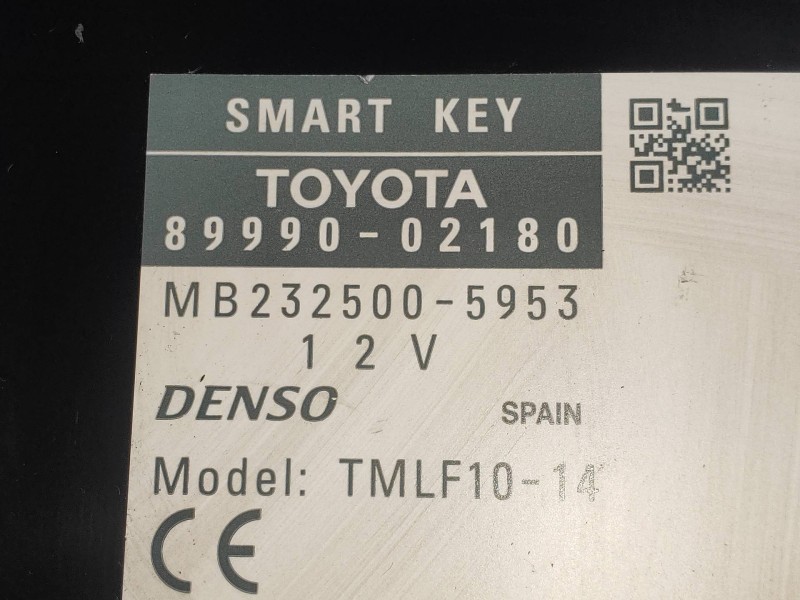 SMART KEY
TOYOTA
89990-02180
MB232500-5953
12V
DENSO
SPAIN
Model: TMLF10-14
CE